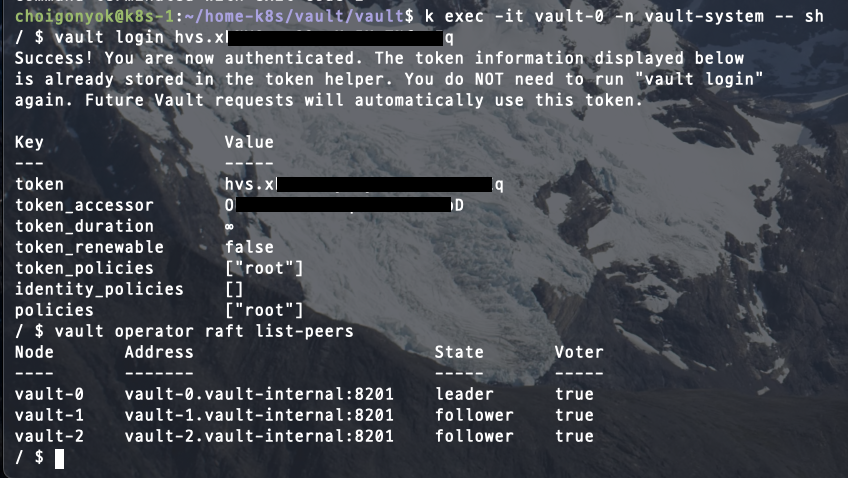 choigonyok@k8s-1:~/home-k8s/vault/vault$ k exec -it vault-0 -n vault-system -- sh
/ $ vault login hvs.x q
Success! You are now authenticated. The token information displayed below
is already stored in the token helper. You do NOT need to run "vault login"
again. Future Vault requests will automatically use this token.
Key Value
--- -----
token hvs.x q
token_accessor O D
token_duration ∞
token_renewable false
token_policies ["root"]
identity_policies []
policies ["root"]
/ $ vault operator raft list-peers
Node Address State Voter
---- ------- ----- -----
vault-0 vault-0.vault-internal:8201 leader true
vault-1 vault-1.vault-internal:8201 follower true
vault-2 vault-2.vault-internal:8201 follower true
/ $